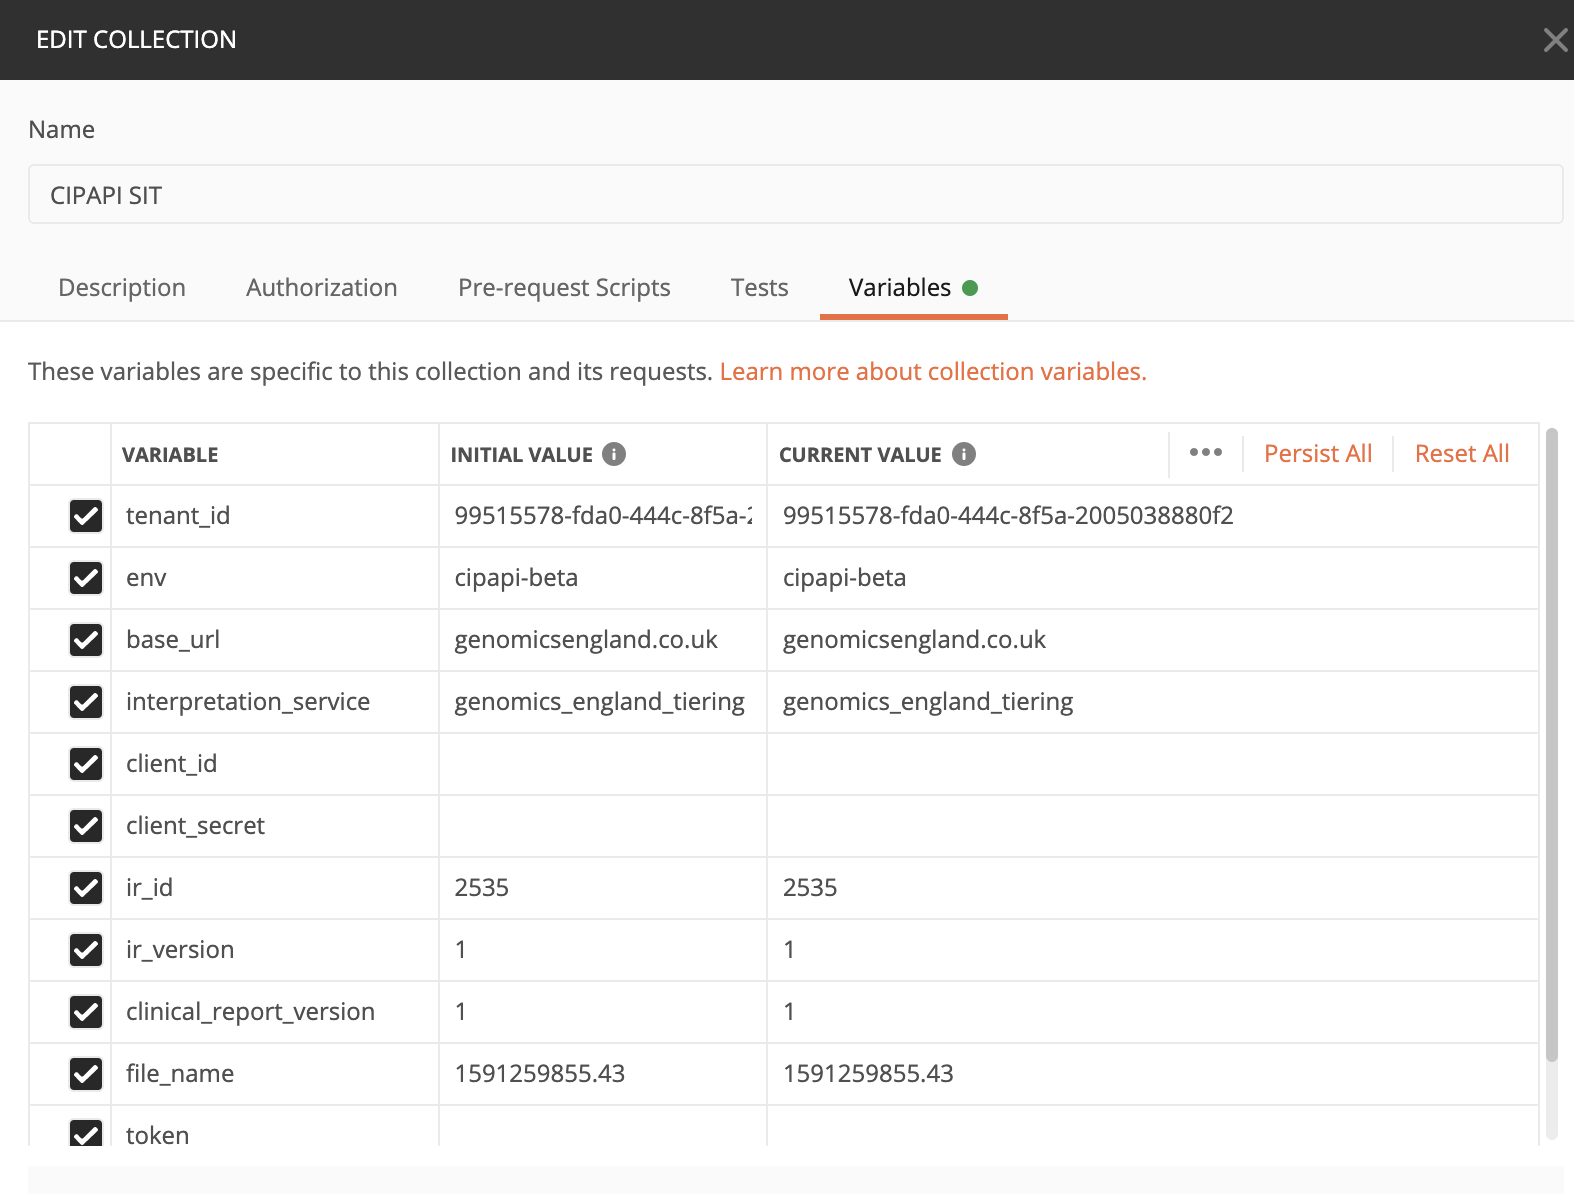 EDIT COLLECTION
Name
CIPAPI SIT
Description Authorization Pre-request Scripts Tests Variables
These variables are specific to this collection and its requests. Learn more about collection variables.
VARIABLE INITIAL VALUE CURRENT VALUE ••• Persist All Reset All
tenant_id 99515578-fda0-444c-8f5a-2 99515578-fda0-444c-8f5a-2005038880f2
env cipapi-beta cipapi-beta
base_url genomicsengland.co.uk genomicsengland.co.uk
interpretation_service genomics_england_tiering genomics_england_tiering
client_id
client_secret
ir_id 2535 2535
ir_version 1 1
clinical_report_version 1 1
file_name 1591259855.43 1591259855.43
token